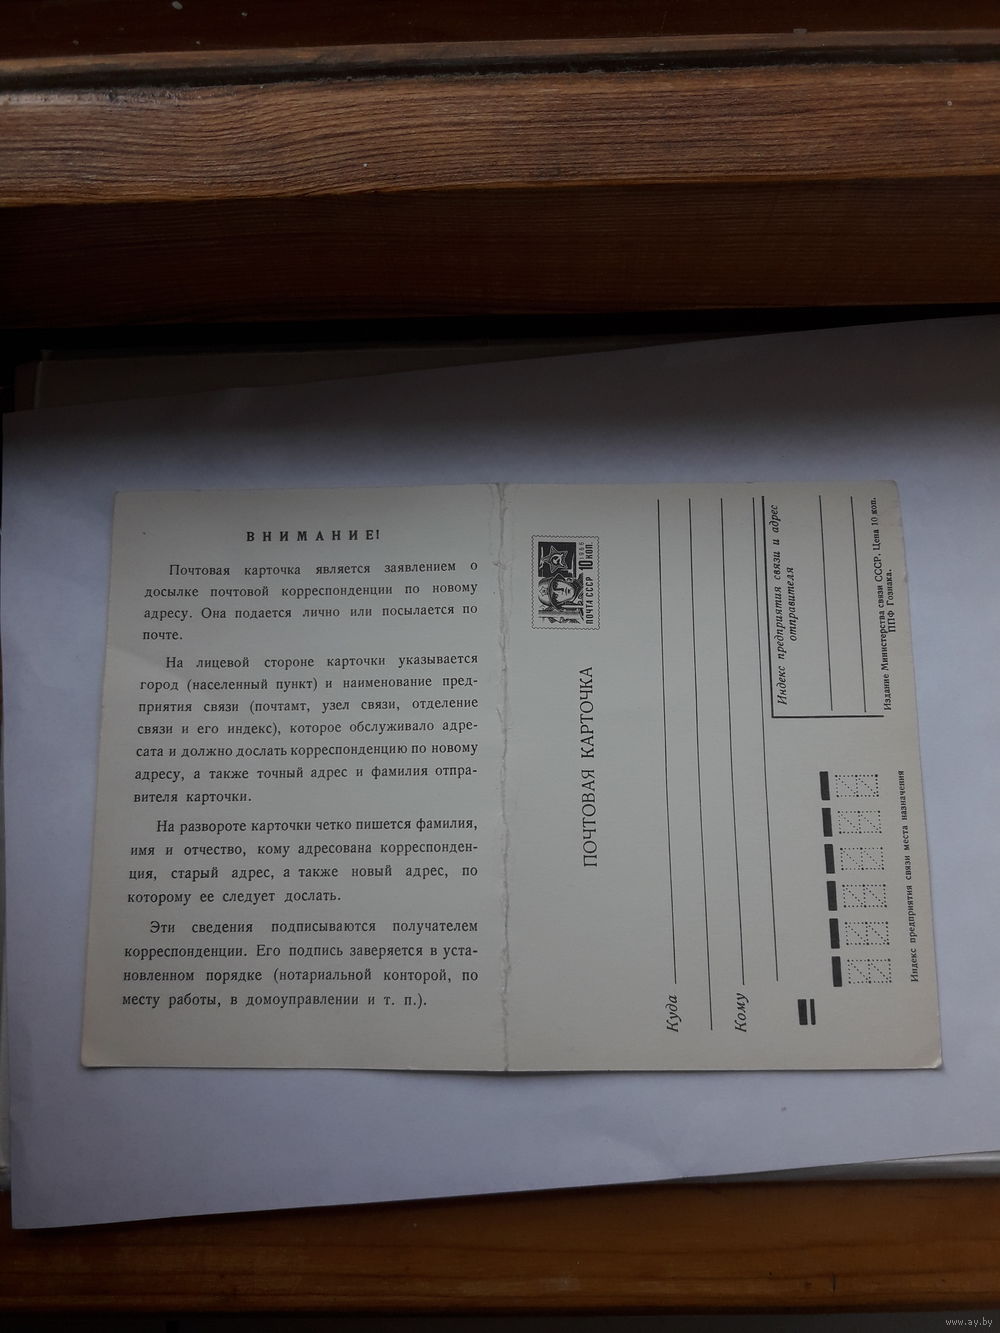 ВНИМАНИЕ!
Почтовая карточка является заявлением о
досылке почтовой корреспонденции по новому
адресу. Она подается лично или посылается по
почте.
На лицевой стороне карточки указывается
город (населенный пункт) и наименование пред-
приятия связи (почтамт, узел связи, отделение
связи и его индекс), которое обслуживало адре-
сата и должно дослать корреспонденцию по новому
адресу, а также точный адрес и фамилия отпра-
вителя карточки.
На развороте карточки четко пишется фамилия,
имя и отчество, кому адресована корреспонден-
ция, старый адрес, а также новый адрес, по
которому ее следует дослать.
Эти сведения подписываются получателем
корреспонденции. Его подпись заверяется в уста-
новленном порядке (нотариальной конторой, по
месту работы, в домоуправлении и т. п.).
1966
10 КОП.
ПОЧТА СССР
ПОЧТОВАЯ КАРТОЧКА
Куда
Кому
Индекс предприятия связи и адрес
отправителя
Издание Министерства связи СССР. Цена 10 коп.
ППФ Гознака.
Индекс предприятия связи места назначения
www.ay.by